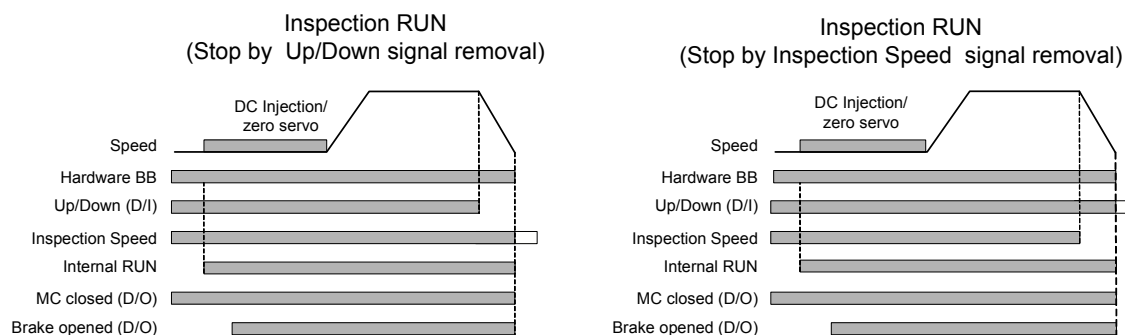 Inspection RUN
(Stop by Up/Down signal removal)
DC Injection/
zero servo
Speed
Hardware BB
Up/Down (D/I)
Inspection Speed
Internal RUN
MC closed (D/O)
Brake opened (D/O)
Inspection RUN
(Stop by Inspection Speed signal removal)
DC Injection/
zero servo
Speed
Hardware BB
Up/Down (D/I)
Inspection Speed
Internal RUN
MC closed (D/O)
Brake opened (D/O)